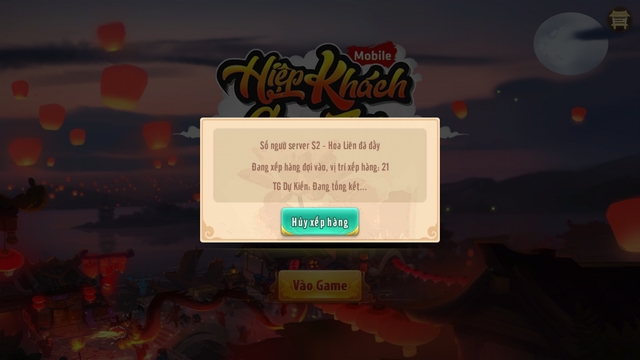 Mobile
Hiệp Khách
Số người server S2 - Hoa Liên đã đầy
Đang xếp hàng đợi vào, vị trí xếp hàng: 21
TG Dự Kiến: Đang tổng kết...
Hủy xếp hàng
Vào Game